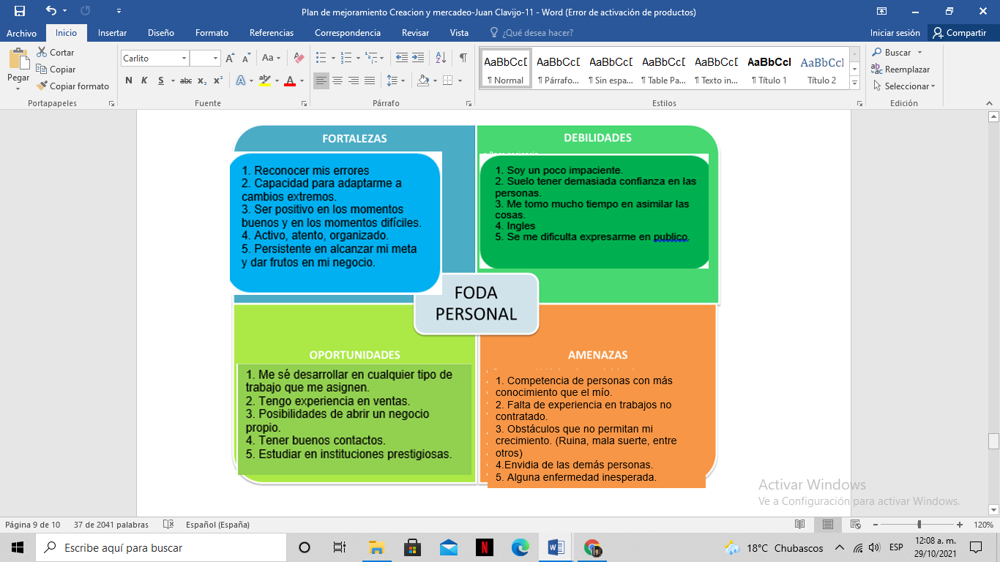 Plan de mejoramiento Creacion y mercadeo-Juan Clavijo-11 - Word (Error de activación de productos)
Archivo Inicio Insertar Diseño Formato Referencias Correspondencia Revisar Vista ¿Qué desea hacer? Iniciar sesión Compartir
Pegar
Cortar
Copiar
Copiar formato
Portapapeles
Carlito
N K S abc x₂ x²
Fuente
Párrafo
AaBbCcD AaBbCcD AaBbCcD AaBbCcD AaBbCcD AaBbCcI AaBbCcD
¶ Normal ¶ Párrafo... ¶ Sin espa... ¶ Table Pa... ¶ Texto in... ¶ Título 1 Título 2
Estilos
Buscar
Reemplazar
Seleccionar
Edición
FORTALEZAS
1. Reconocer mis errores
2. Capacidad para adaptarme a
cambios extremos.
3. Ser positivo en los momentos
buenos y en los momentos difíciles.
4. Activo, atento, organizado.
5. Persistente en alcanzar mi meta
y dar frutos en mi negocio.
DEBILIDADES
1. Soy un poco impaciente.
2. Suelo tener demasiada confianza en las
personas.
3. Me tomo mucho tiempo en asimilar las
cosas.
4. Ingles
5. Se me dificulta expresarme en publico.
FODA
PERSONAL
OPORTUNIDADES
1. Me sé desarrollar en cualquier tipo de
trabajo que me asignen.
2. Tengo experiencia en ventas.
3. Posibilidades de abrir un negocio
propio.
4. Tener buenos contactos.
5. Estudiar en instituciones prestigiosas.
AMENAZAS
1. Competencia de personas con más
conocimiento que el mío.
2. Falta de experiencia en trabajos no
contratado.
3. Obstáculos que no permitan mi
crecimiento. (Ruina, mala suerte, entre
otros)
4.Envidia de las demás personas.
5. Alguna enfermedad inesperada.
Activar Windows
Ve a Configuración para activar Windows.
Página 9 de 10 37 de 2041 palabras Español (España) 120%
Escribe aquí para buscar
18°C Chubascos ESP
12:08 a. m.
29/10/2021